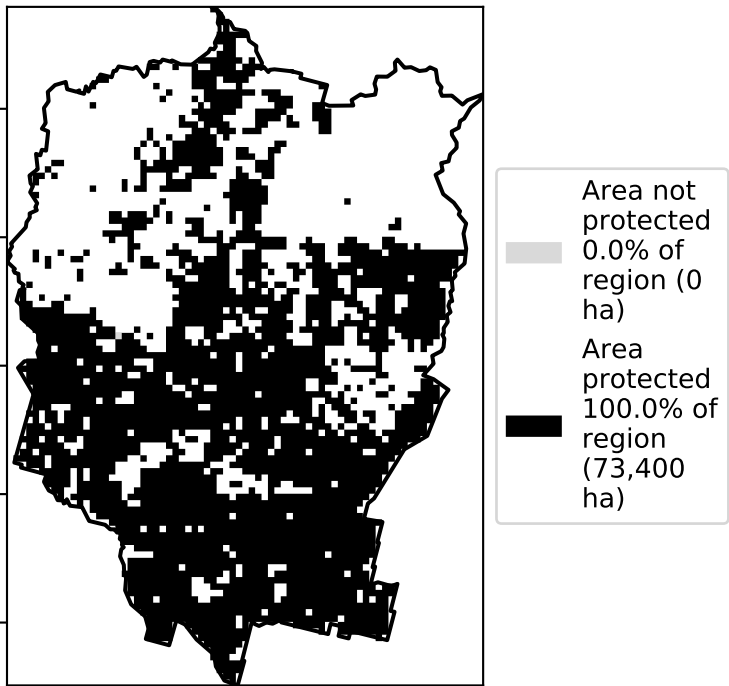 Area not
protected
0.0% of
region (0
ha)
Area
protected
100.0% of
region
(73,400
ha)